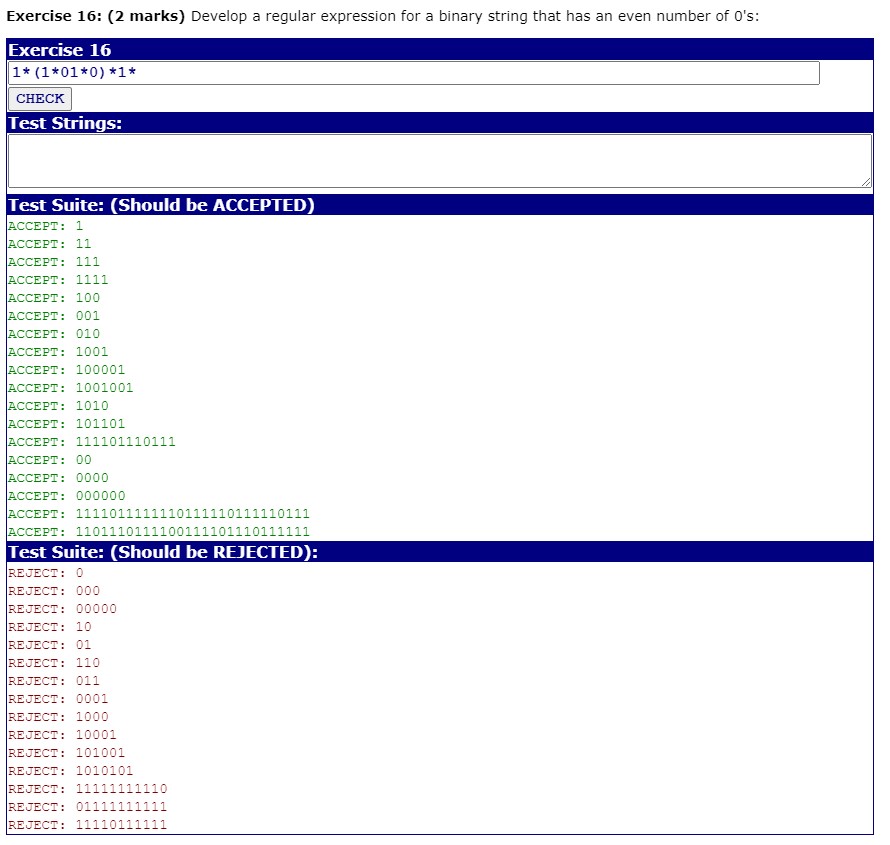 Exercise 16: (2 marks) Develop a regular expression for a binary string that has an even number of 0's:
Exercise 16
1*(1*01*0)*1*
CHECK
Test Strings:
Test Suite: (Should be ACCEPTED)
ACCEPT: 1
ACCEPT: 11
ACCEPT: 111
ACCEPT: 1111
ACCEPT: 100
ACCEPT: 001
ACCEPT: 010
ACCEPT: 1001
ACCEPT: 100001
ACCEPT: 1001001
ACCEPT: 1010
ACCEPT: 101101
ACCEPT: 111101110111
ACCEPT: 00
ACCEPT: 0000
ACCEPT: 000000
ACCEPT: 1111011111110111110111110111
ACCEPT: 1101110111100111101110111111
Test Suite: (Should be REJECTED):
REJECT: 0
REJECT: 000
REJECT: 00000
REJECT: 10
REJECT: 01
REJECT: 110
REJECT: 011
REJECT: 0001
REJECT: 1000
REJECT: 10001
REJECT: 101001
REJECT: 1010101
REJECT: 11111111110
REJECT: 01111111111
REJECT: 11110111111